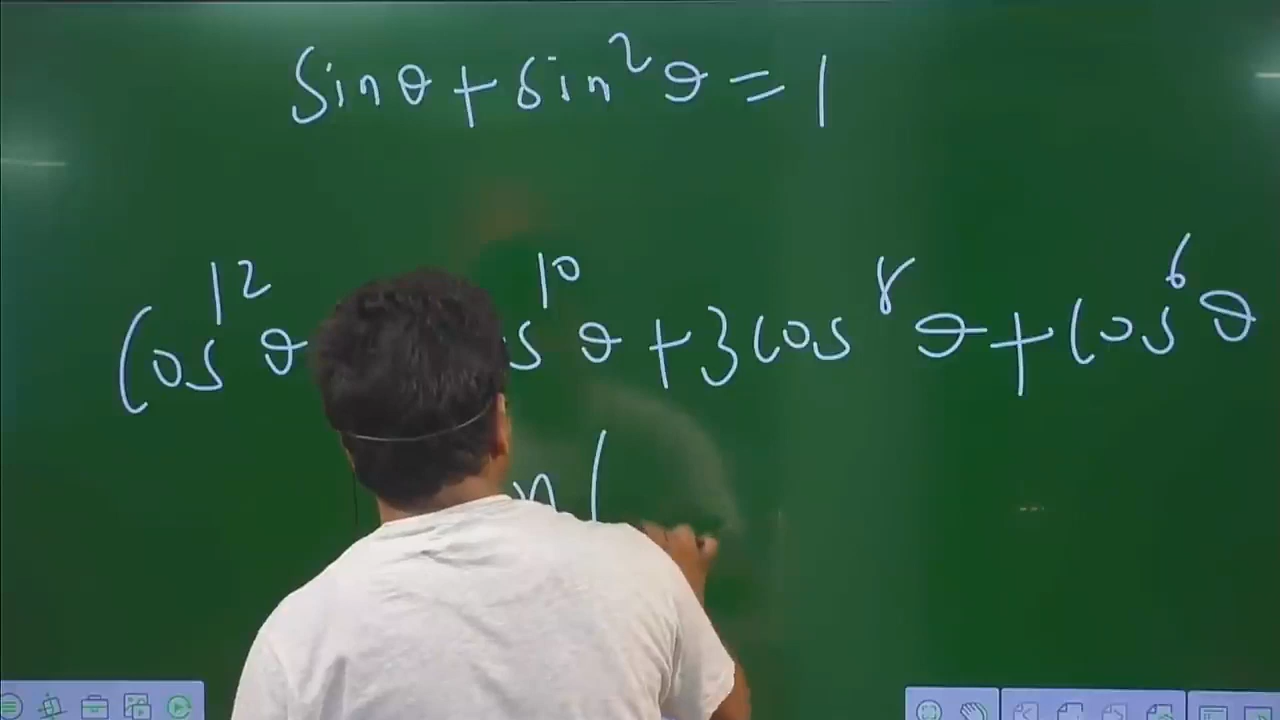 Sinθ + sin²θ = 1
cos¹²θ s¹⁰θ + 3cos⁸θ + cos⁶θ
n